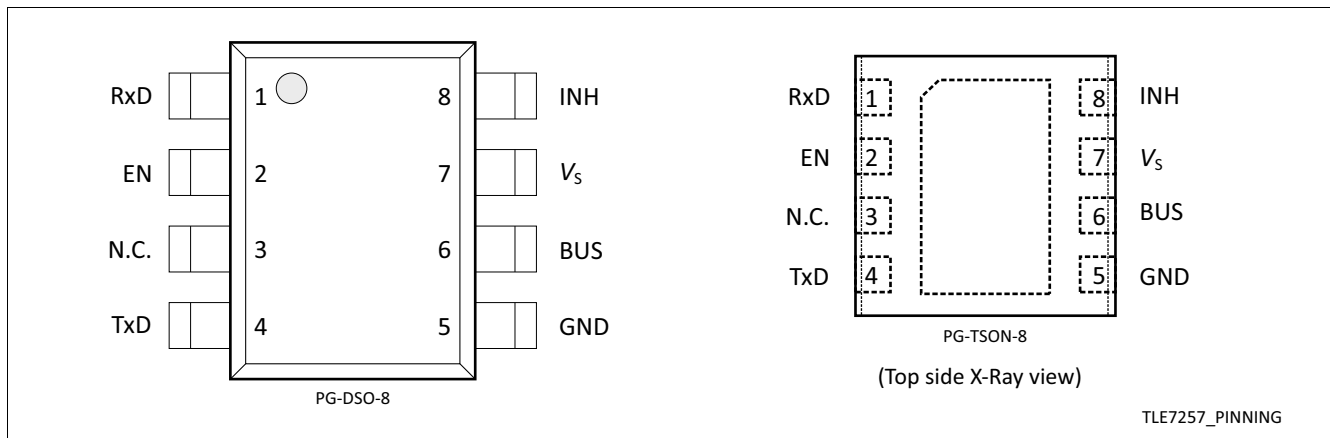 RxD 1 8 INH
EN 2 7 VS
N.C. 3 6 BUS
TxD 4 5 GND
PG-DSO-8
RxD 1 8 INH
EN 2 7 VS
N.C. 3 6 BUS
TxD 4 5 GND
PG-TSON-8
(Top side X-Ray view)
TLE7257_PINNING